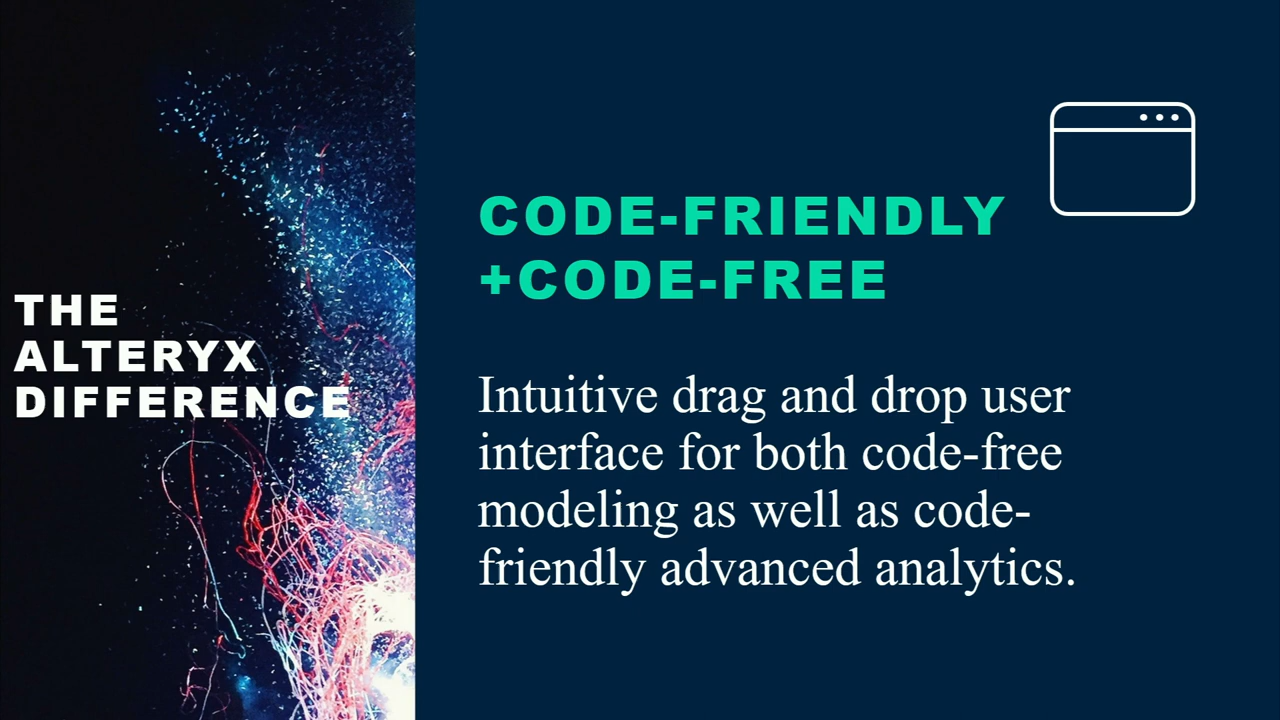 THE
ALTERYX
DIFFERENCE
CODE-FRIENDLY
+CODE-FREE
Intuitive drag and drop user
interface for both code-free
modeling as well as code-
friendly advanced analytics.